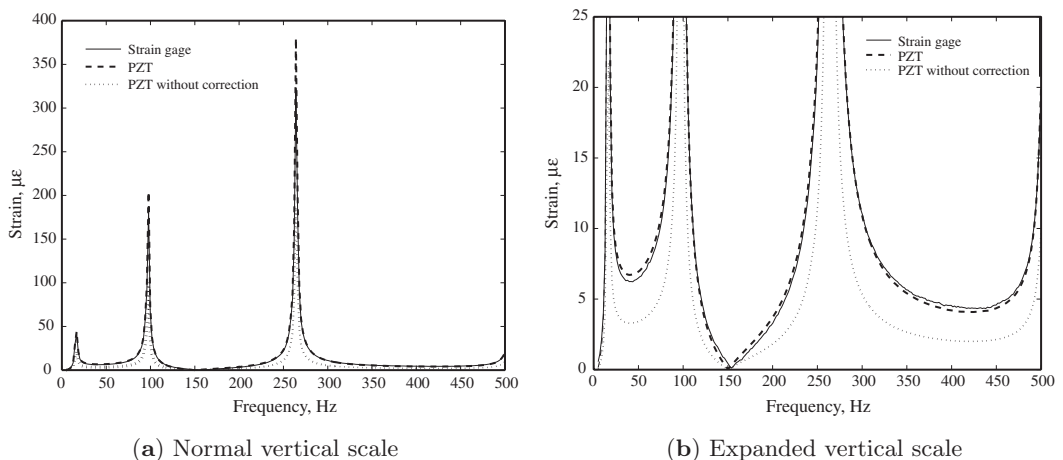 400
350
300
250
200
150
100
50
0
Strain, με
Strain gage
PZT
PZT without correction
0 50 100 150 200 250 300 350 400 450 500
Frequency, Hz
(a) Normal vertical scale
25
20
15
10
5
0
Strain, με
Strain gage
PZT
PZT without correction
0 50 100 150 200 250 300 350 400 450 500
Frequency, Hz
(b) Expanded vertical scale